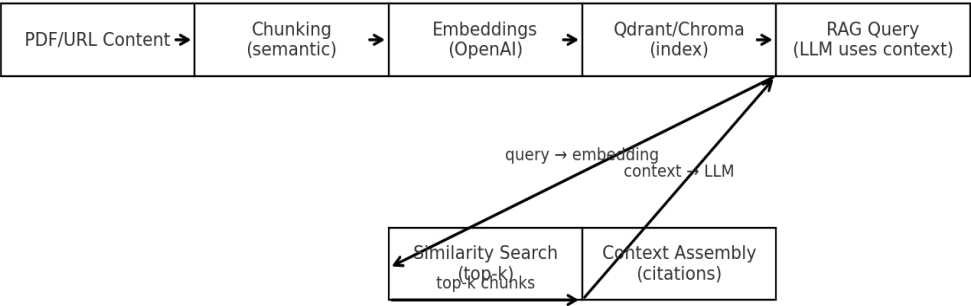 PDF/URL Content
Chunking
(semantic)
Embeddings
(OpenAI)
Qdrant/Chroma
(index)
RAG Query
(LLM uses context)
query → embedding
context → LLM
Similarity Search
(top-k)
top-k chunks
Context Assembly
(citations)